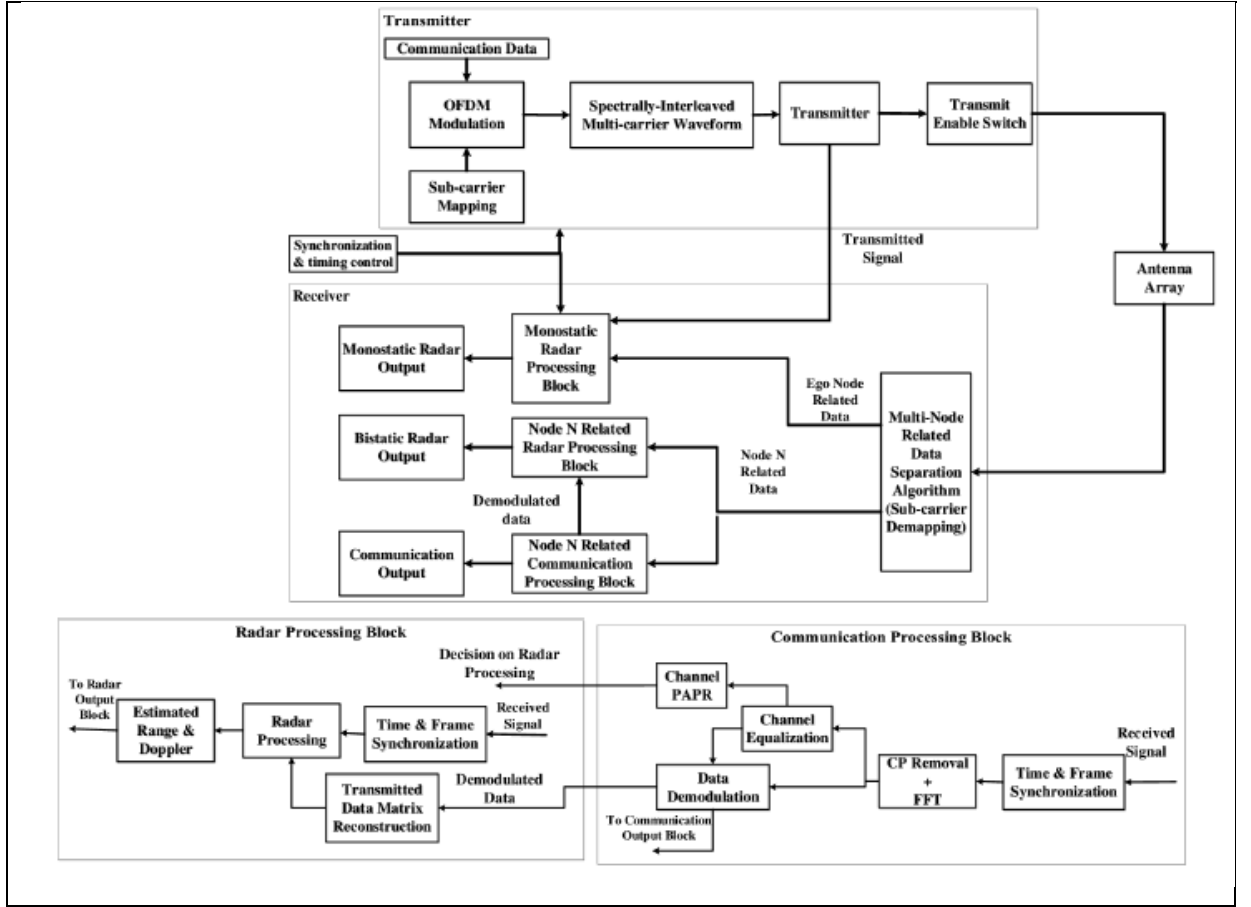 Transmitter
Communication Data
OFDM
Modulation
Spectrally-Interleaved
Multi-carrier Waveform
Transmitter
Transmit
Enable Switch
Sub-carrier
Mapping
Synchronization
& timing control
Transmitted
Signal
Antenna
Array
Receiver
Monostatic Radar
Output
Monostatic
Radar
Processing
Block
Ego Node
Related
Data
Bistatic Radar
Output
Node N Related
Radar Processing
Block
Node N
Related
Data
Multi-Node
Related
Data
Separation
Algorithm
(Sub-carrier
Demapping)
Demodulated
data
Communication
Output
Node N Related
Communication
Processing Block
Radar Processing Block
Decision on Radar
Processing
To Radar
Output
Block
Estimated
Range &
Doppler
Radar
Processing
Time & Frame
Synchronization
Received
Signal
Transmitted
Data Matrix
Reconstruction
Demodulated
Data
Communication Processing Block
Channel
PAPR
Channel
Equalization
Data
Demodulation
To Communication
Output Block
CP Removal
+
FFT
Time & Frame
Synchronization
Received
Signal